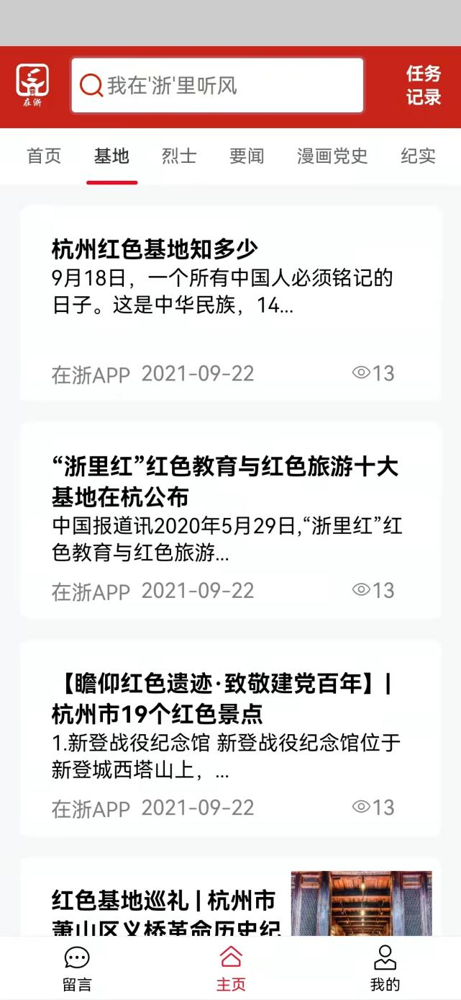 在浙
我在'浙'里听风
任务
记录
首页 基地 烈士 要闻 漫画党史 纪实
杭州红色基地知多少
9月18日，一个所有中国人必须铭记的
日子。这是中华民族，14...
在浙APP 2021-09-22 13
“浙里红”红色教育与红色旅游十大
基地在杭公布
中国报道讯2020年5月29日,“浙里红”红
色教育与红色旅游...
在浙APP 2021-09-22 13
【瞻仰红色遗迹·致敬建党百年】|
杭州市19个红色景点
1.新登战役纪念馆 新登战役纪念馆位于
新登城西塔山上，...
在浙APP 2021-09-22 13
红色基地巡礼 | 杭州市
萧山区义桥革命历史纪
留言 主页 我的